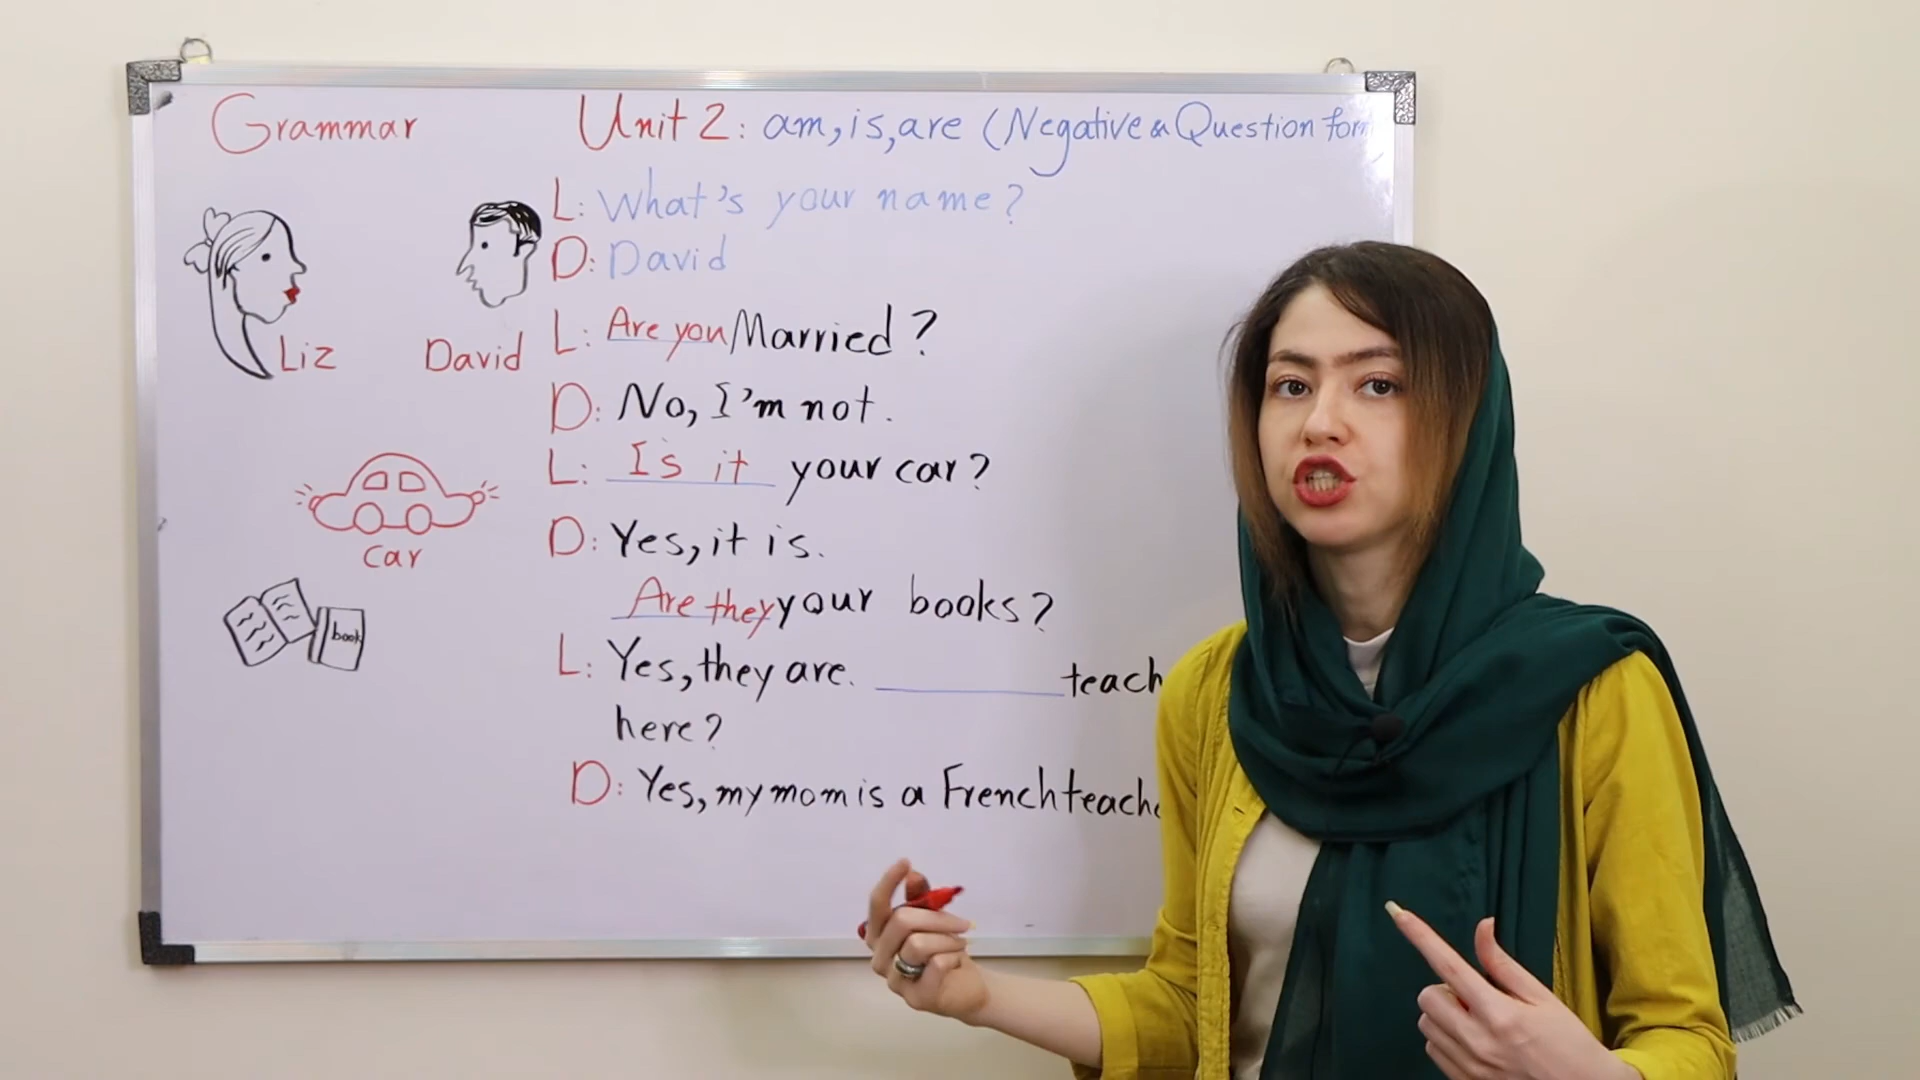 Grammar
Unit 2: am, is, are (Negative & Question form
L: What's your name?
D: David
L: Are you Married?
D: No, I'm not.
L: Is it your car?
D: Yes, it is.
Are they your books?
L: Yes, they are. ________ teach
here?
D: Yes, my mom is a French teache
Liz
David
car
book